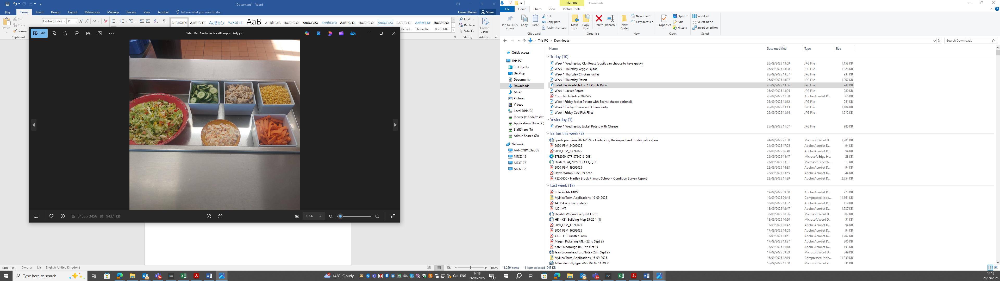 Document1 - Word
File Home Insert Design Layout References Mailings Review View Acrobat Tell me what you want to do... Lauren Bower Share
Paste Cut
Copy
Format
Clipboard
Calibri (Body) 11
AaBbCcDc AaBbCcDc AaBbCc AaBbCcD AaB AaBbCcD AaBbCcDc AaBbCcDc AaBbCcDc AaBbCcDc AaBbCcDc AaBbCcDc AABBCCDD AABBCCDD AaBbCcDc
Intense Re... Book Title
Find
Replace
Select
Editing
Create
a PDF
Adobe...
Edit
Salad Bar Available For All Pupils Daily.jpg
3456 x 3456 943.1 KB 19%
Page 1 of 1 0 words English (United Kingdom) 100%
Type here to search
14°C Cloudy
ENG
14:18
26/09/2025
3
Manage Downloads
File Home Share View Picture Tools
Pin to Quick
access
Copy
Paste
Cut
Copy path
Paste shortcut
Clipboard
Move
to
Copy
to
Delete
Rename
Organise
New
folder
New item
Easy access
New
Properties
Open
Edit
History
Open
Select all
Select none
Invert selection
Select
This PC Downloads Search Downloads
Quick access
This PC
3D Objects
Desktop
Documents
Downloads
Music
Pictures
Videos
Local Disk (C:)
lbower (\\hbdata\staf
Applications Drive (K:
StaffShare (T:)
Admin Shared (Z:)
Network
AAT-CND1032CGV
M73Z-13
M73Z-27
M73Z-32
Name Date modified Type Size
Today (10)
Week 1 Wednesday Ckn Roast (pupils can choose to have gravy) 26/09/2025 13:09 JPG File 1,153 KB
Week 1 Thursday Veggie Fajitas 26/09/2025 13:08 JPG File 1,028 KB
Week 1 Thursday Chicken Fajitas 26/09/2025 13:07 JPG File 934 KB
Week 1 Thursday Desert 26/09/2025 13:07 JPG File 1,207 KB
Salad Bar Available For All Pupils Daily 26/09/2025 13:06 JPG File 944 KB
Week 1 Jacket Potato 26/09/2025 13:05 JPG File 980 KB
Complaints Policy 2022-27 26/09/2025 11:38 Adobe Acrobat D... 365 KB
Week1 Friday Jacket Potato with Beans (cheese optional) 26/09/2025 13:12 JPG File 951 KB
Week1 Friday Cheese and Onion Pasty 26/09/2025 13:13 JPG File 1,184 KB
Week1 Friday Cod Fish Fillet 26/09/2025 13:14 JPG File 1,212 KB
Yesterday (1)
Week 1 Wednesday Jacket Potato with Cheese 25/09/2025 11:57 JPG File 980 KB
Earlier this week (8)
Sports premium 2023-2024 - Evidencing the impact and funding allocation 24/09/2025 21:00 Microsoft Word D... 1,281 KB
2050_FSM_24092025 24/09/2025 17:05 Adobe Acrobat D... 94 KB
2050_FSM_23092025 23/09/2025 16:40 Adobe Acrobat D... 94 KB
3732050_CTF_3734016_003 23/09/2025 14:47 Microsoft Edge H... 23 KB
StudentList_2025-9-23 13_1_15 23/09/2025 13:01 Microsoft Excel W... 11 KB
2050_FSM_19092025 22/09/2025 14:33 Adobe Acrobat D... 94 KB
Dawn Wilson June Drs note 22/09/2025 13:55 Adobe Acrobat D... 244 KB
P22-0956 - Hartley Brook Primary School - Condition Survey Report 22/09/2025 11:39 Adobe Acrobat D... 2,754 KB
Last week (18)
Role Profile MDS 19/09/2025 09:50 Adobe Acrobat D... 273 KB
MyNewTerm_Applications_19-09-2025 19/09/2025 09:45 Compressed (zipp... 11,661 KB
140114 scooter guide v3 18/09/2025 13:32 Adobe Acrobat D... 119 KB
4JD- MT 18/09/2025 12:47 Adobe Acrobat D... 1,737 KB
Flexible Working Request Form 18/09/2025 10:26 Microsoft Word D... 202 KB
HB - KS1 Building Map 25-26 1 (1) 18/09/2025 10:20 Microsoft Word D... 51 KB
2050_FSM_17092025 17/09/2025 16:42 Adobe Acrobat D... 94 KB
2050_FSM_16092025 17/09/2025 14:08 Adobe Acrobat D... 94 KB
4JD- LC - Transfer Form 17/09/2025 13:51 Adobe Acrobat D... 1,707 KB
Megan Pickering R4L - 22nd Sept 25 17/09/2025 13:27 Adobe Acrobat D... 305 KB
Kate Oxborough R4L 9th Oct 25 17/09/2025 11:18 Adobe Acrobat D... 153 KB
Jean Broomhead Drs Note - 27th Sept 25 17/09/2025 09:39 Microsoft Word D... 349 KB
MyNewTerm_Applications_16-09-2025 16/09/2025 12:19 Compressed (zipp... 11,230 KB
AllIncidentsByType_2025_09_16_11_49_25 16/09/2025 11:50 Microsoft Word 9... 331 KB
1,269 items 1 item selected 943 KB
14:18
26/09/2025